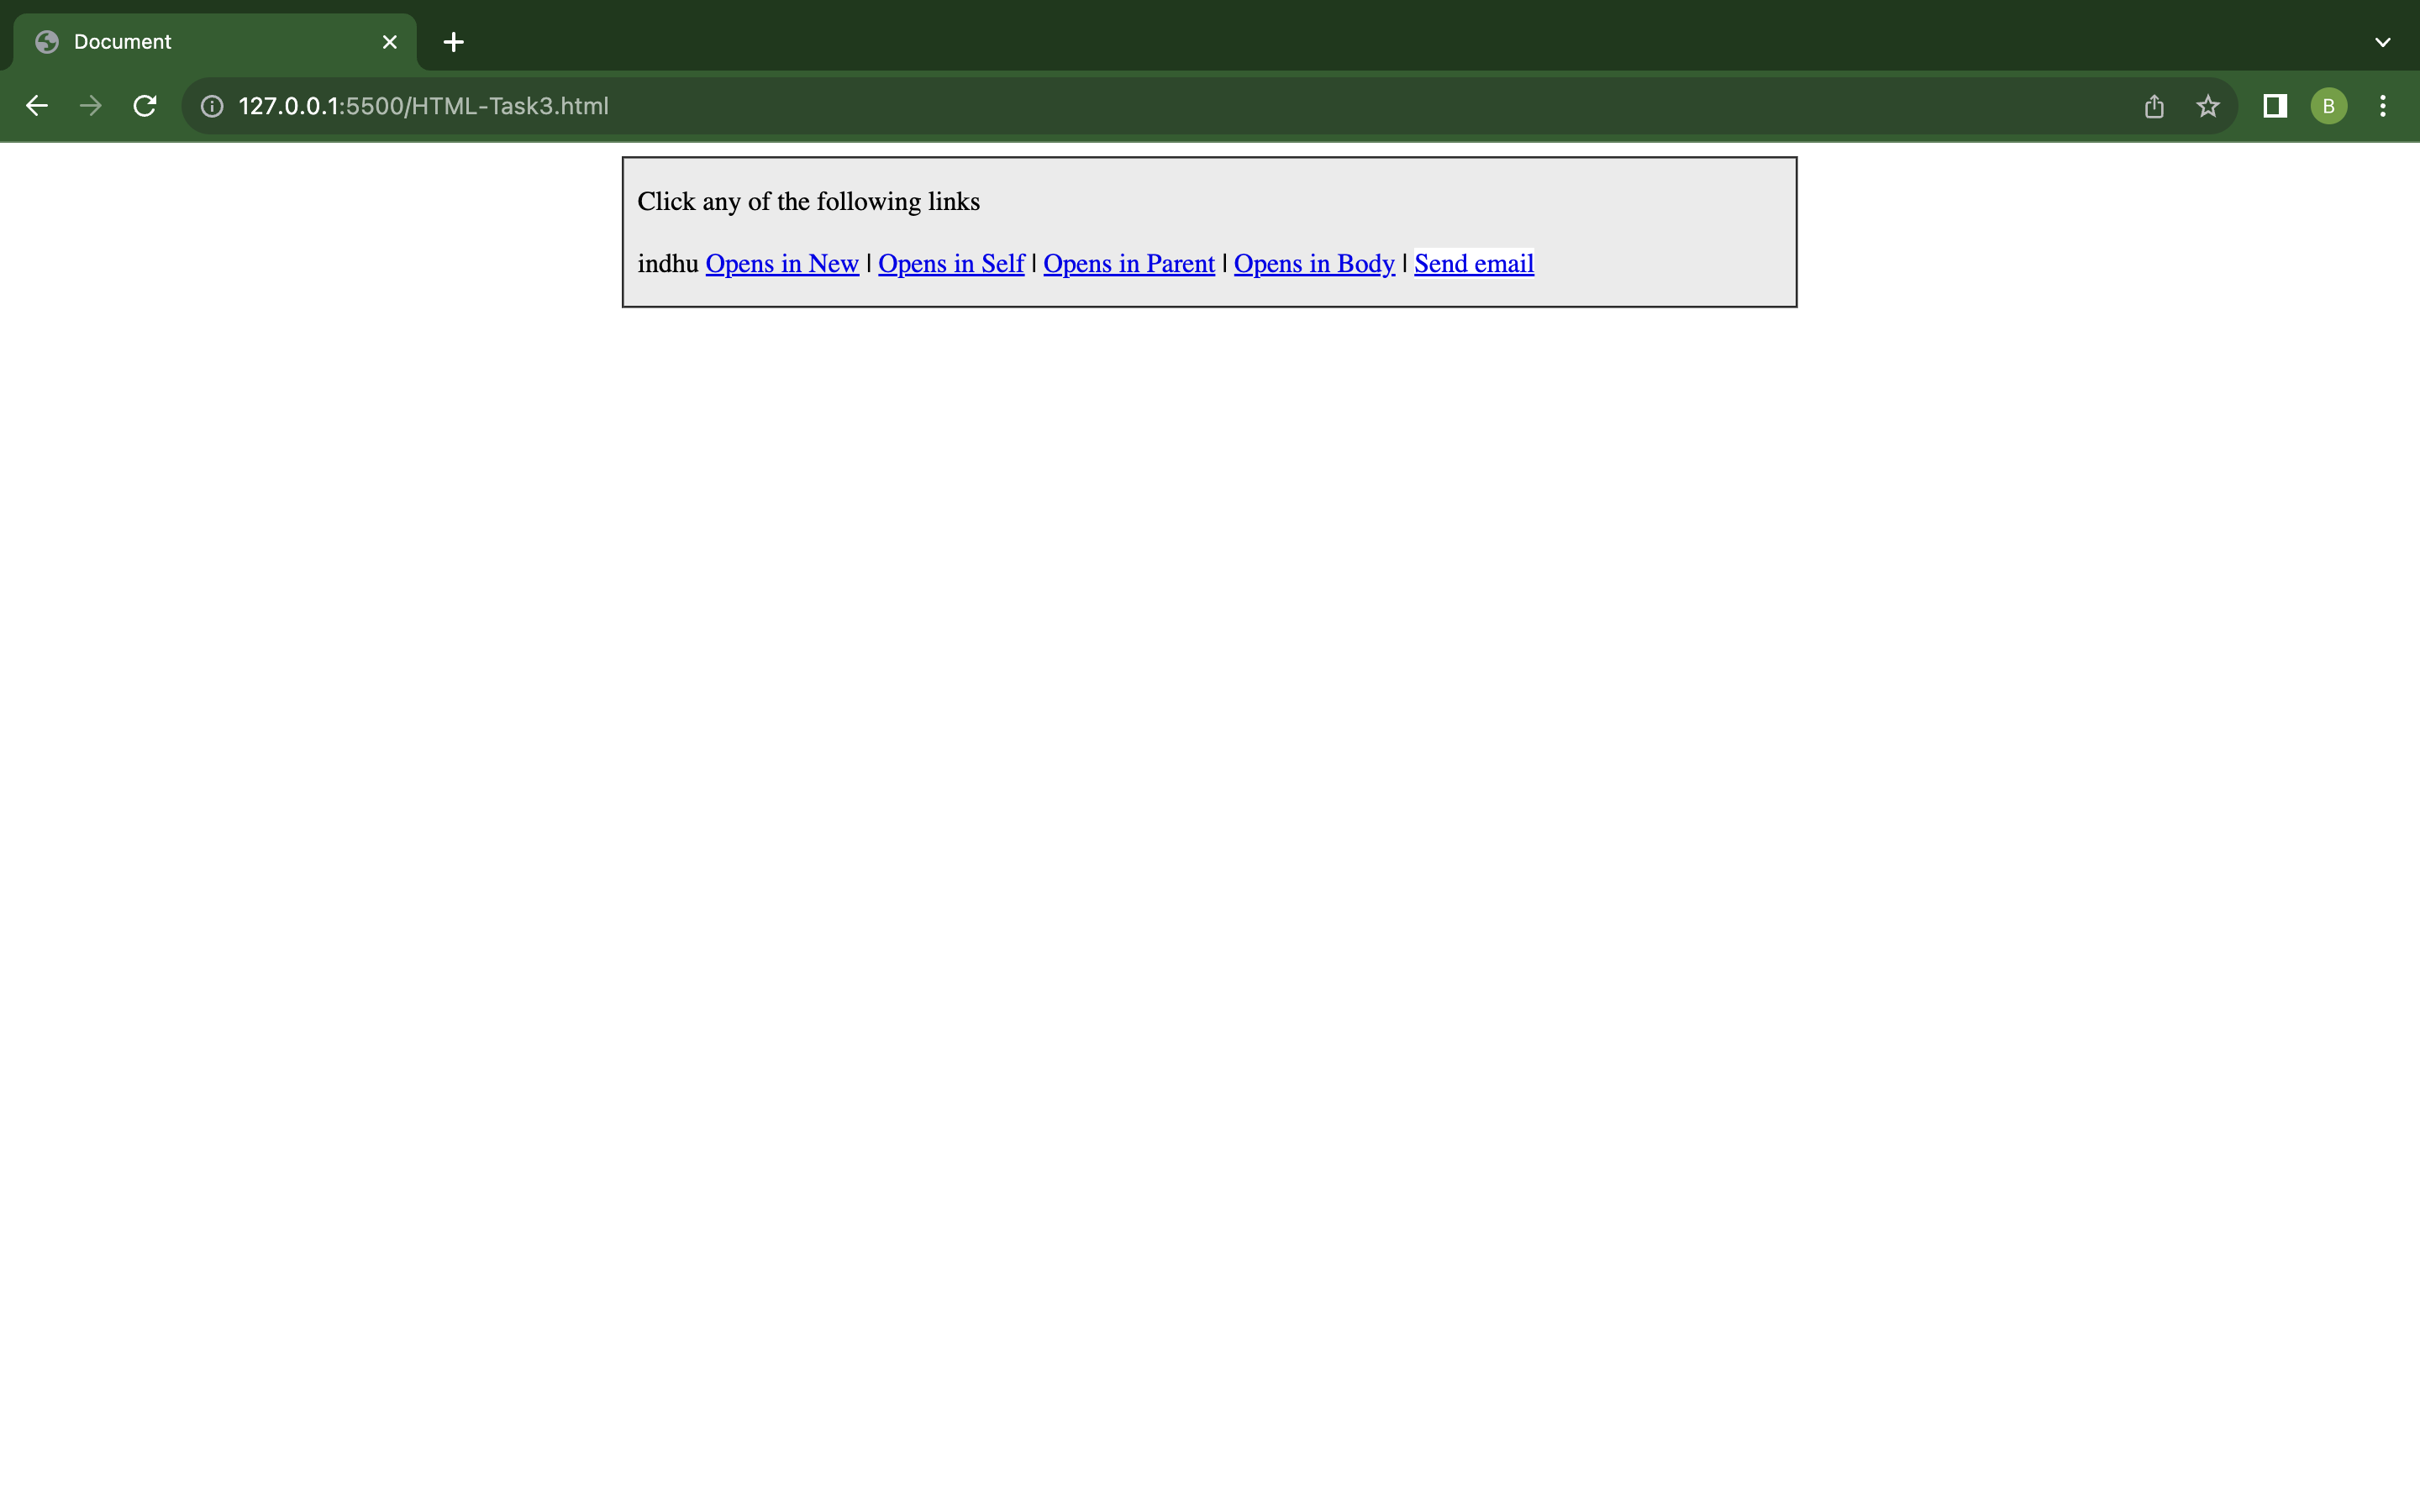 Document
127.0.0.1:5500/HTML-Task3.html
B
Click any of the following links
indhu Opens in New | Opens in Self | Opens in Parent | Opens in Body | Send email